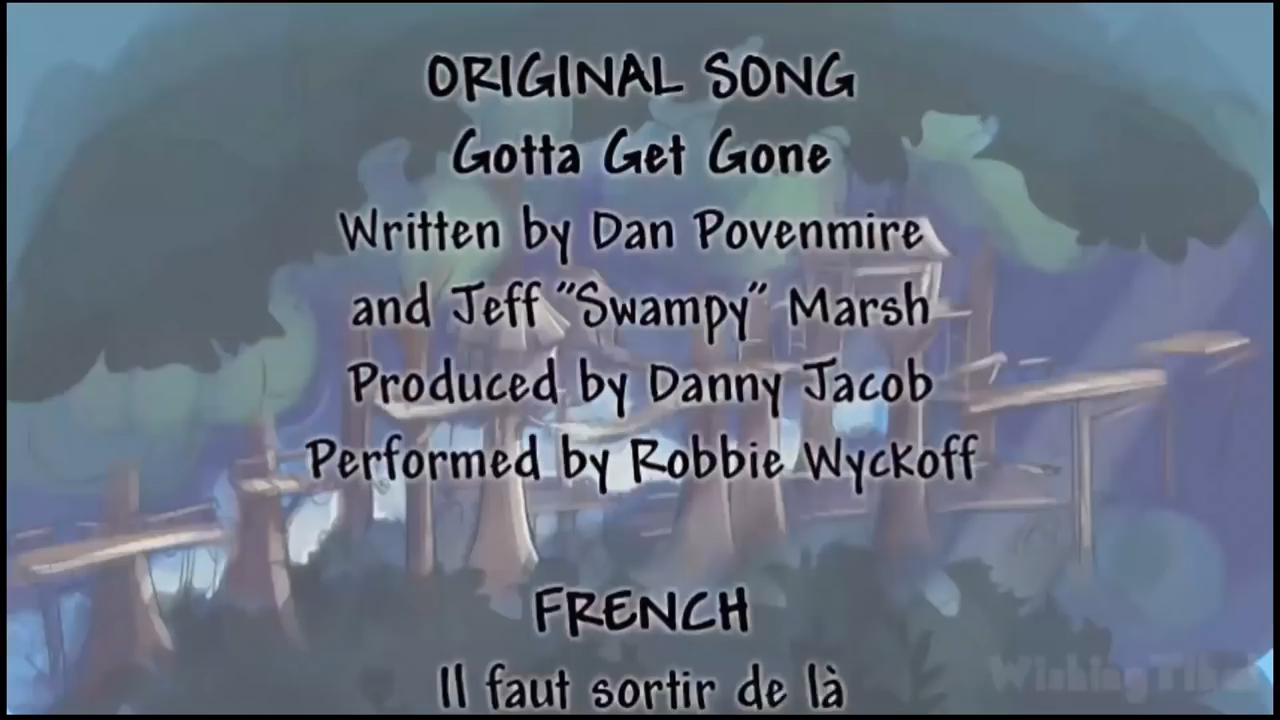 ORIGINAL SONG
Gotta Get Gone
Written by Dan Povenmire
and Jeff "Swampy" Marsh
Produced by Danny Jacob
Performed by Robbie Wyckoff
FRENCH
Il faut sortir de là